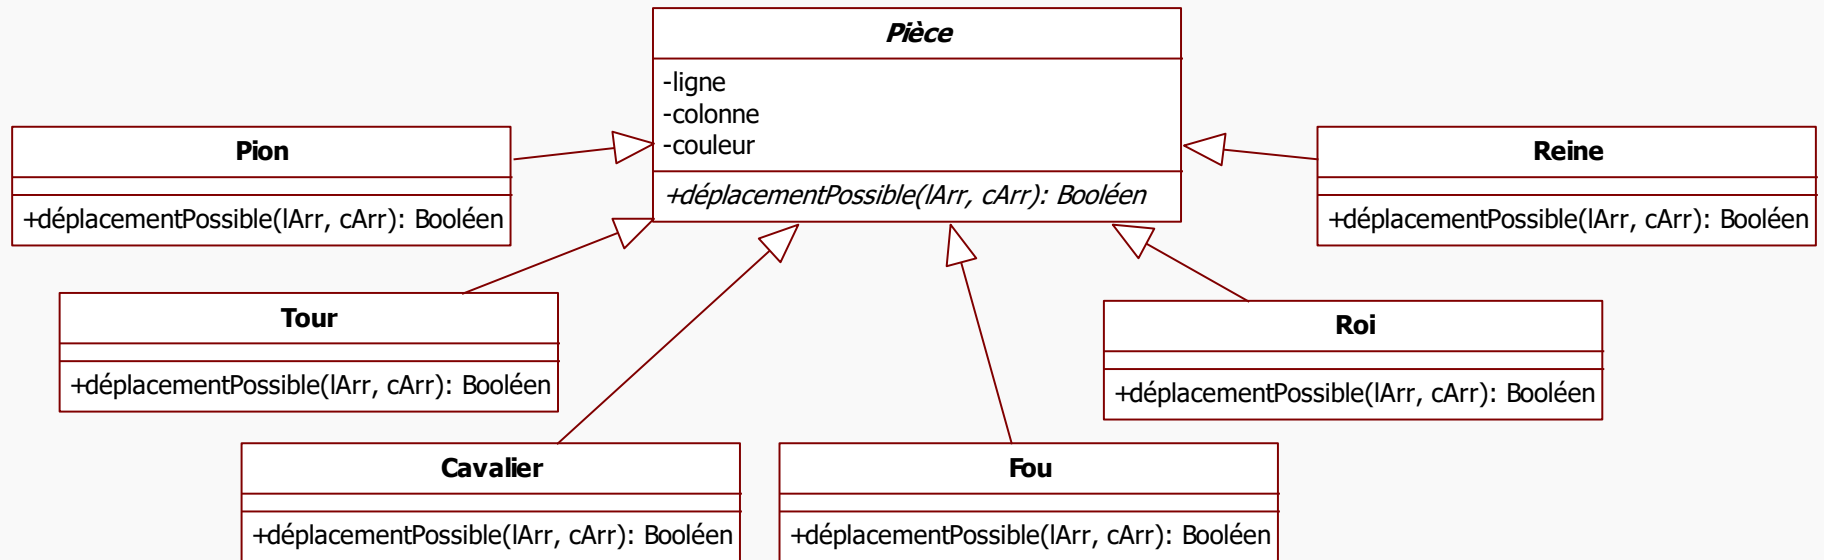 Pièce
-ligne
-colonne
-couleur
+déplacementPossible(lArr, cArr): Booléen
Pion
+déplacementPossible(lArr, cArr): Booléen
Reine
+déplacementPossible(lArr, cArr): Booléen
Tour
+déplacementPossible(lArr, cArr): Booléen
Roi
+déplacementPossible(lArr, cArr): Booléen
Cavalier
+déplacementPossible(lArr, cArr): Booléen
Fou
+déplacementPossible(lArr, cArr): Booléen